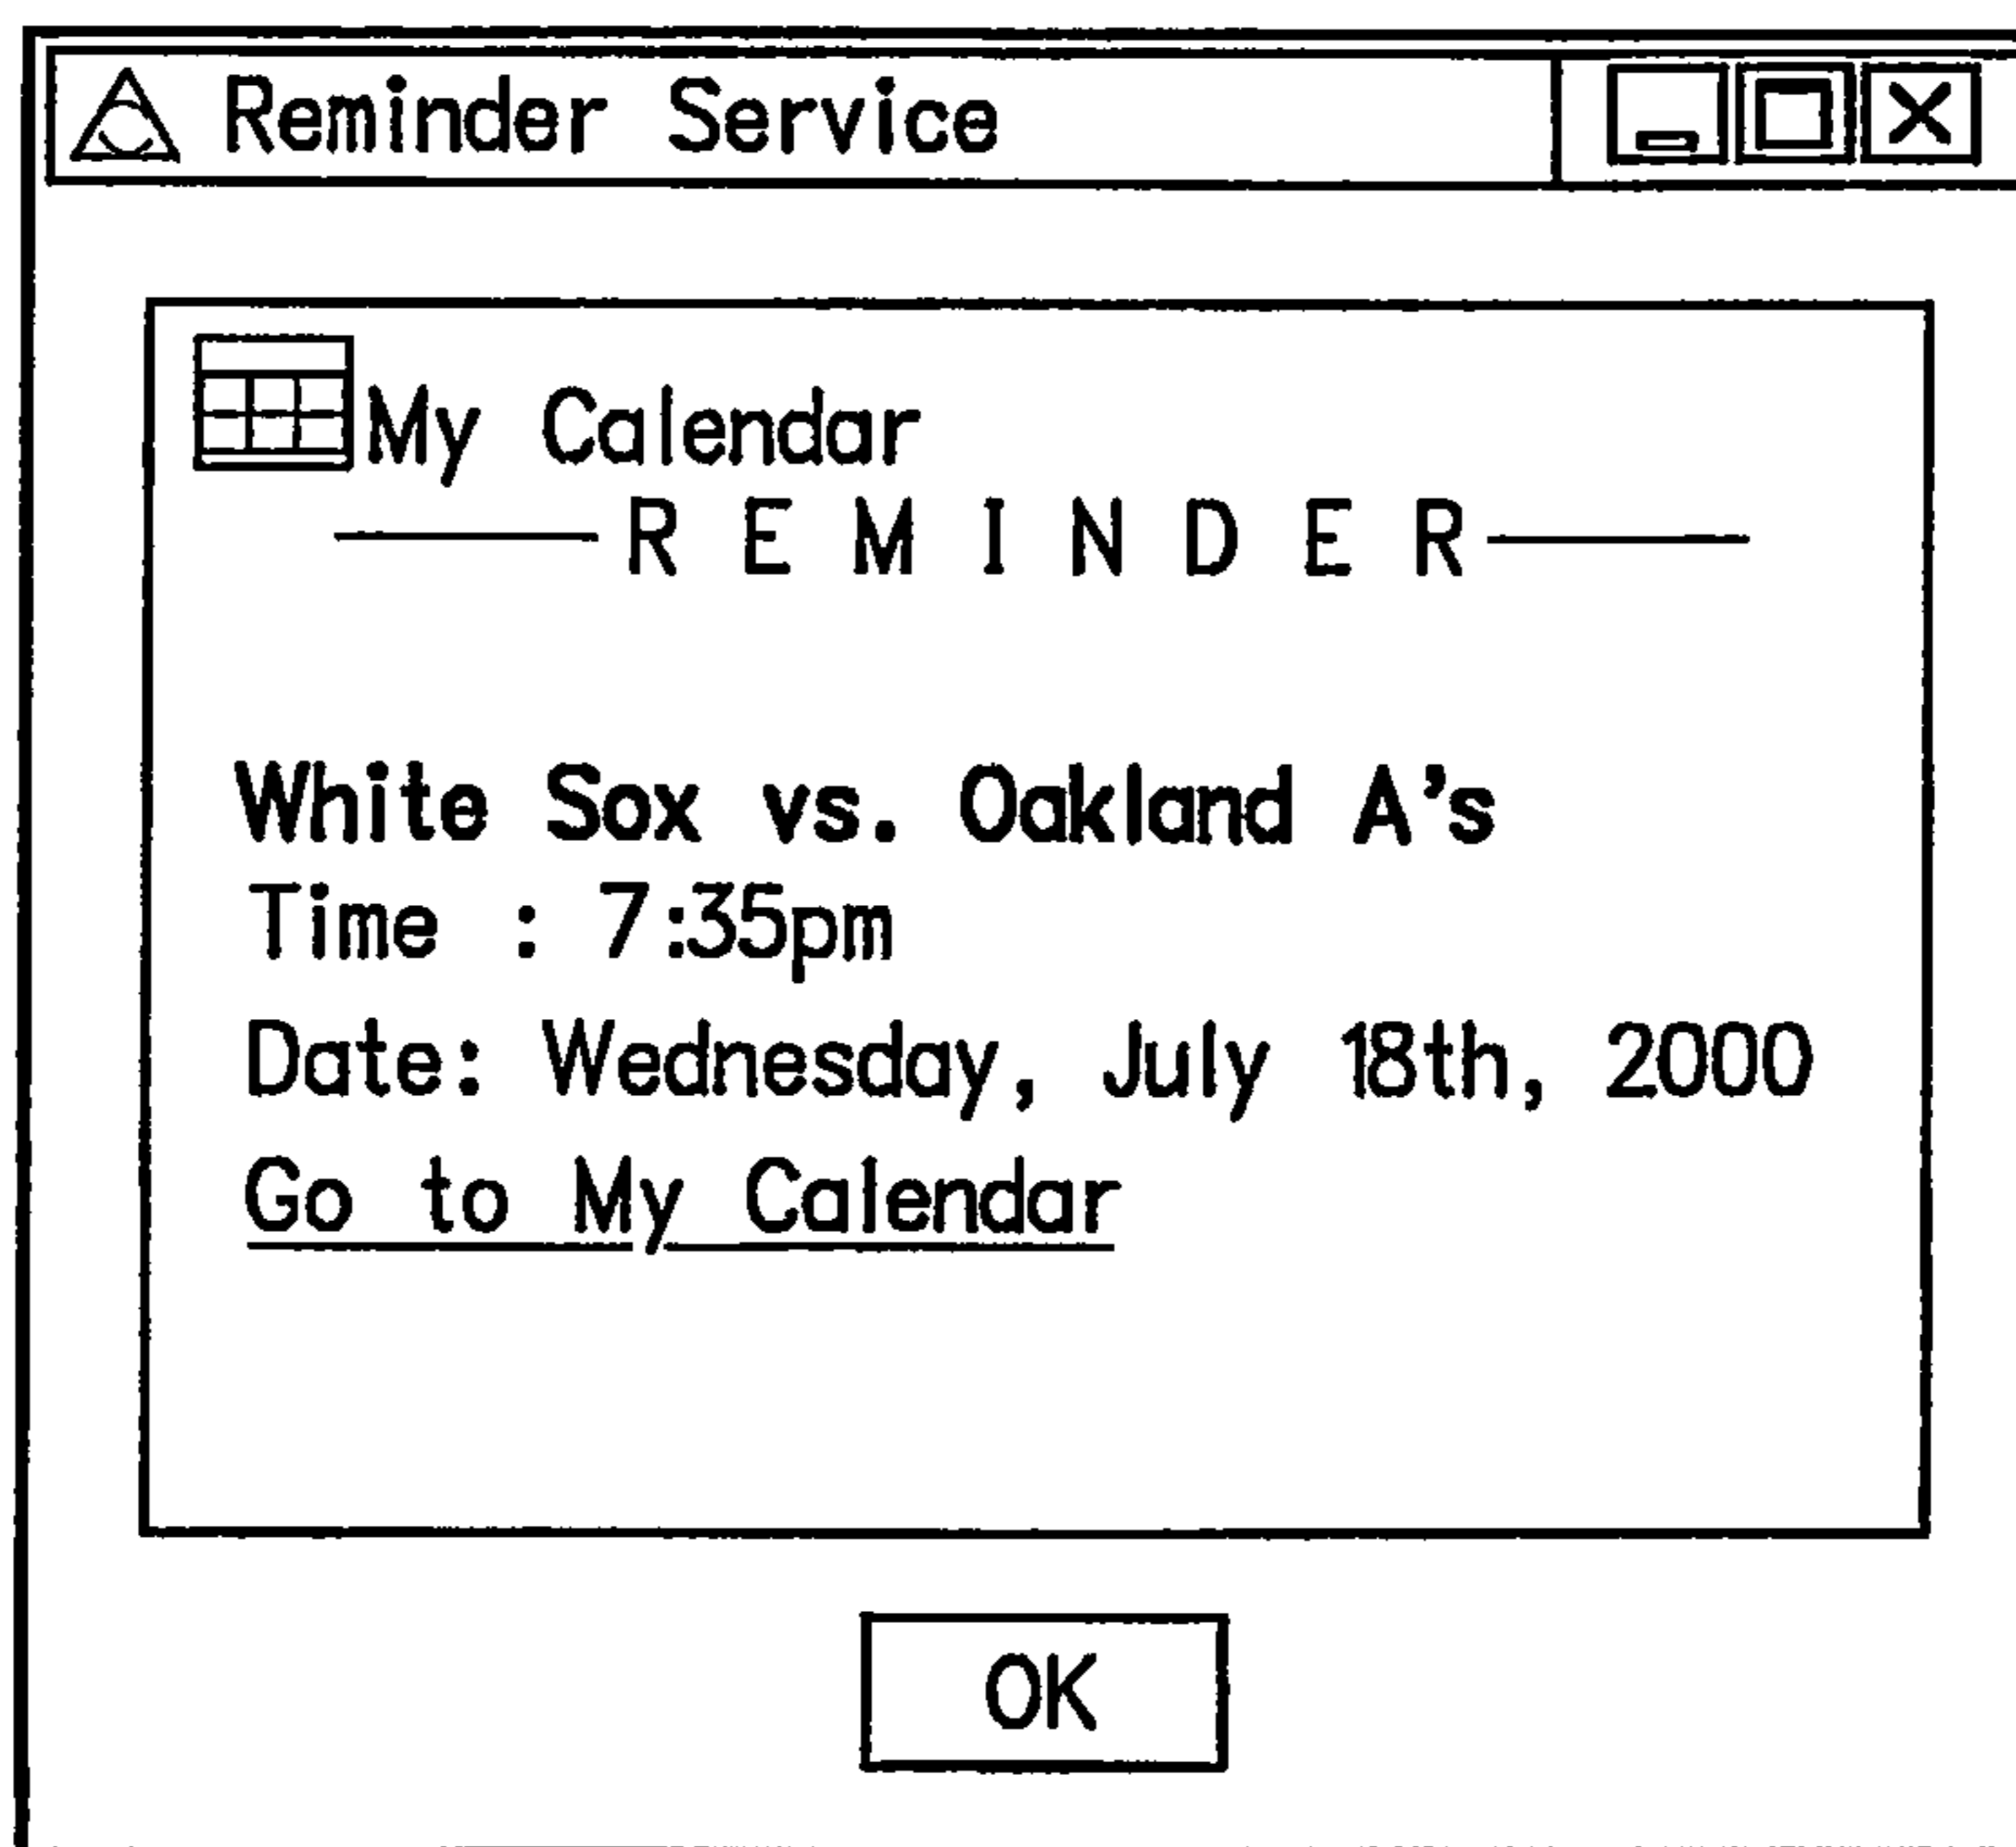 Reminder Service
My Calendar
REMINDER
White Sox vs. Oakland A's
Time : 7:35pm
Date: Wednesday, July 18th, 2000
Go to My Calendar
OK